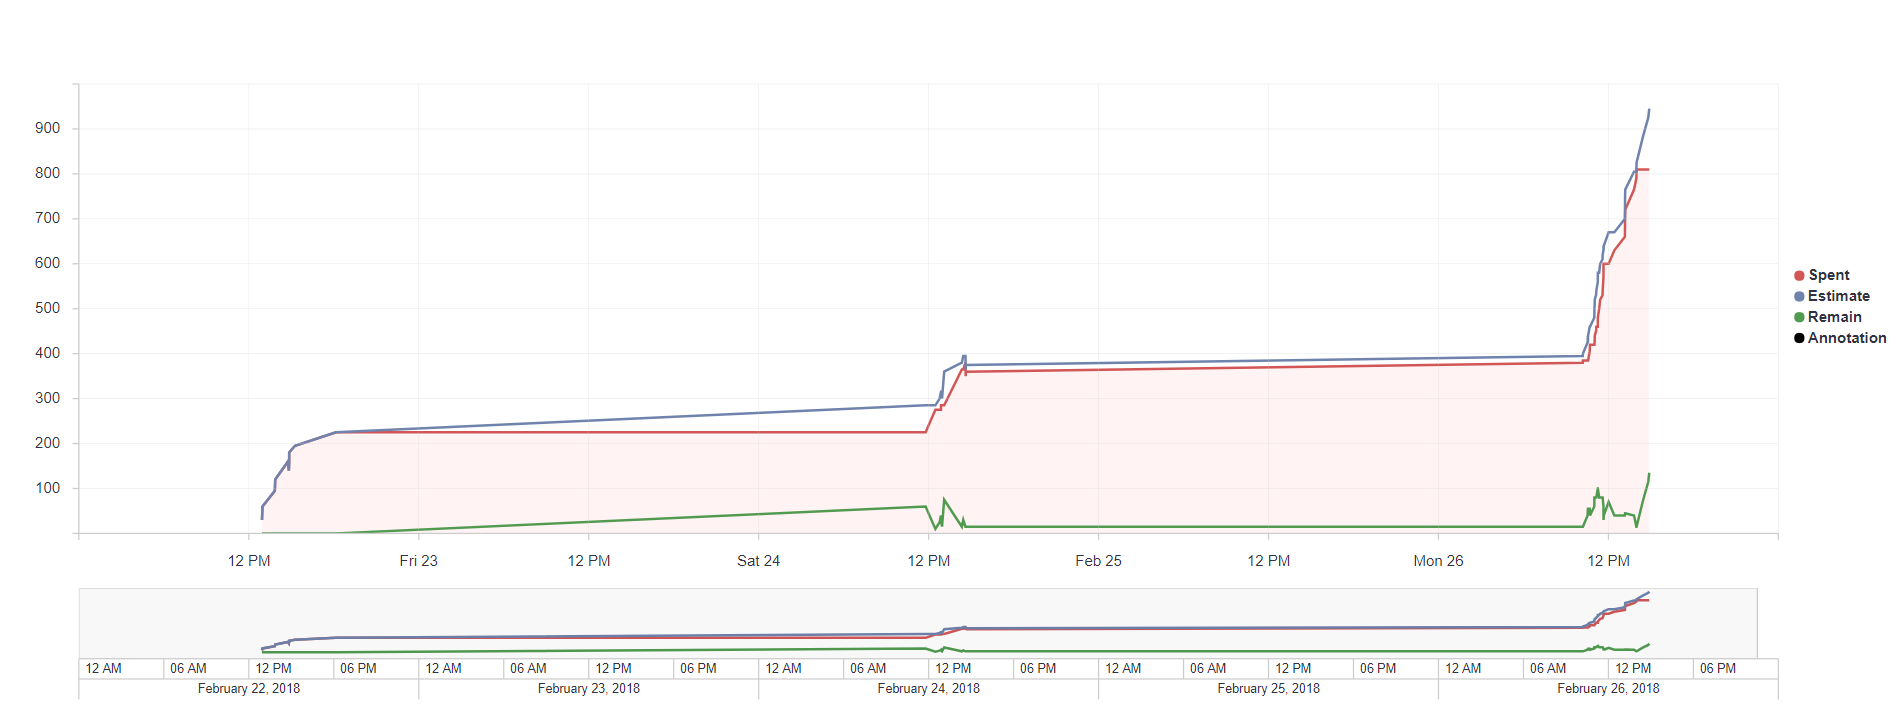 900
800
700
600
500
400
300
200
100
12 PM Fri 23 12 PM Sat 24 12 PM Feb 25 12 PM Mon 26 12 PM
Spent
Estimate
Remain
Annotation
12 AM 06 AM 12 PM 06 PM 12 AM 06 AM 12 PM 06 PM 12 AM 06 AM 12 PM 06 PM 12 AM 06 AM 12 PM 06 PM 12 AM 06 AM 12 PM 06 PM
February 22, 2018 February 23, 2018 February 24, 2018 February 25, 2018 February 26, 2018